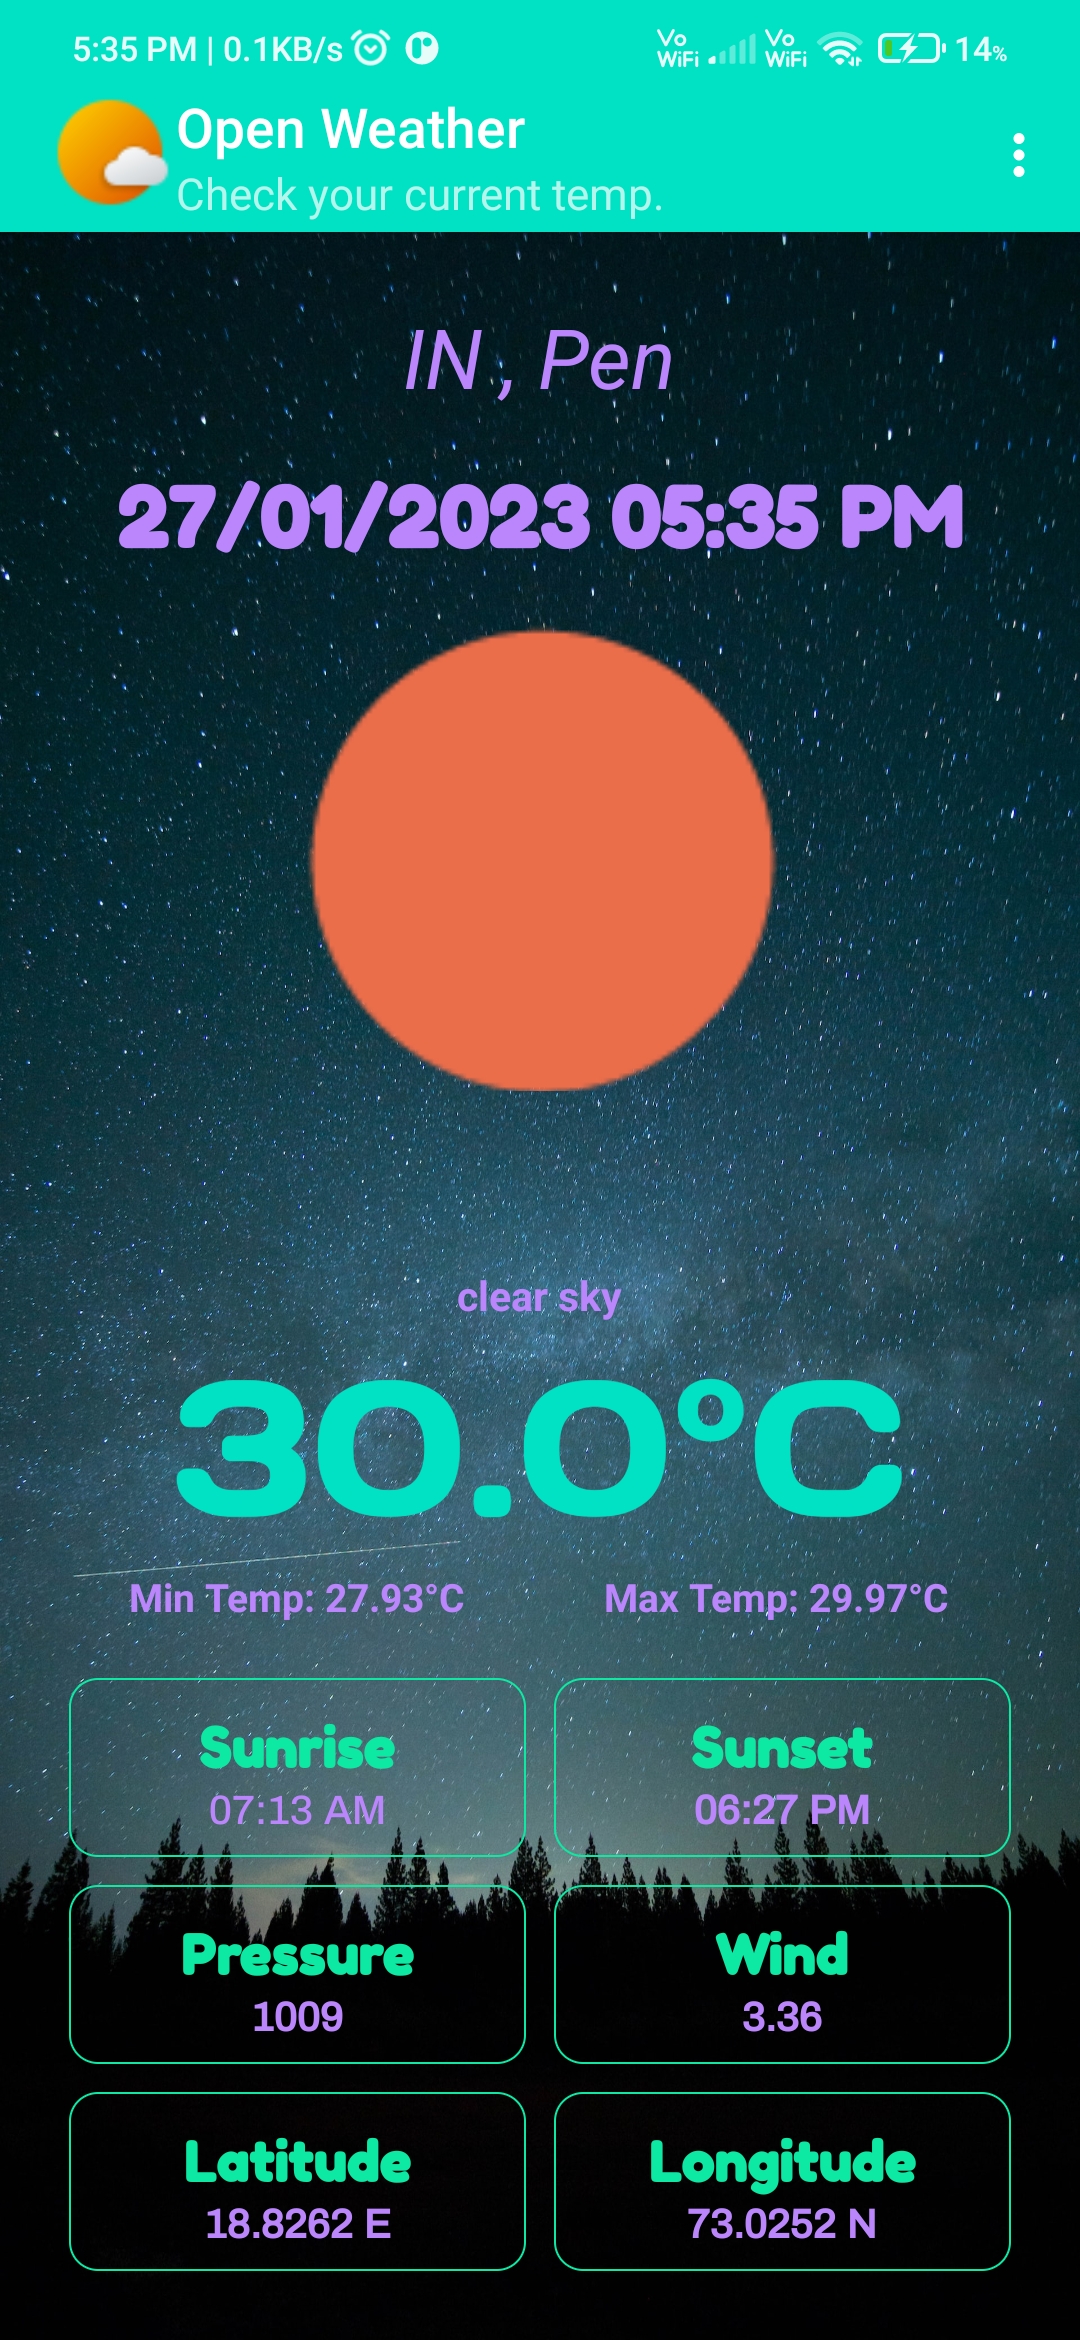 5:35 PM | 0.1KB/s Vo WiFi Vo WiFi 14%
Open Weather
Check your current temp.
IN , Pen
27/01/2023 05:35 PM
clear sky
30.0°C
Min Temp: 27.93°C Max Temp: 29.97°C
Sunrise Sunset
07:13 AM 06:27 PM
Pressure Wind
1009 3.36
Latitude Longitude
18.8262 E 73.0252 N